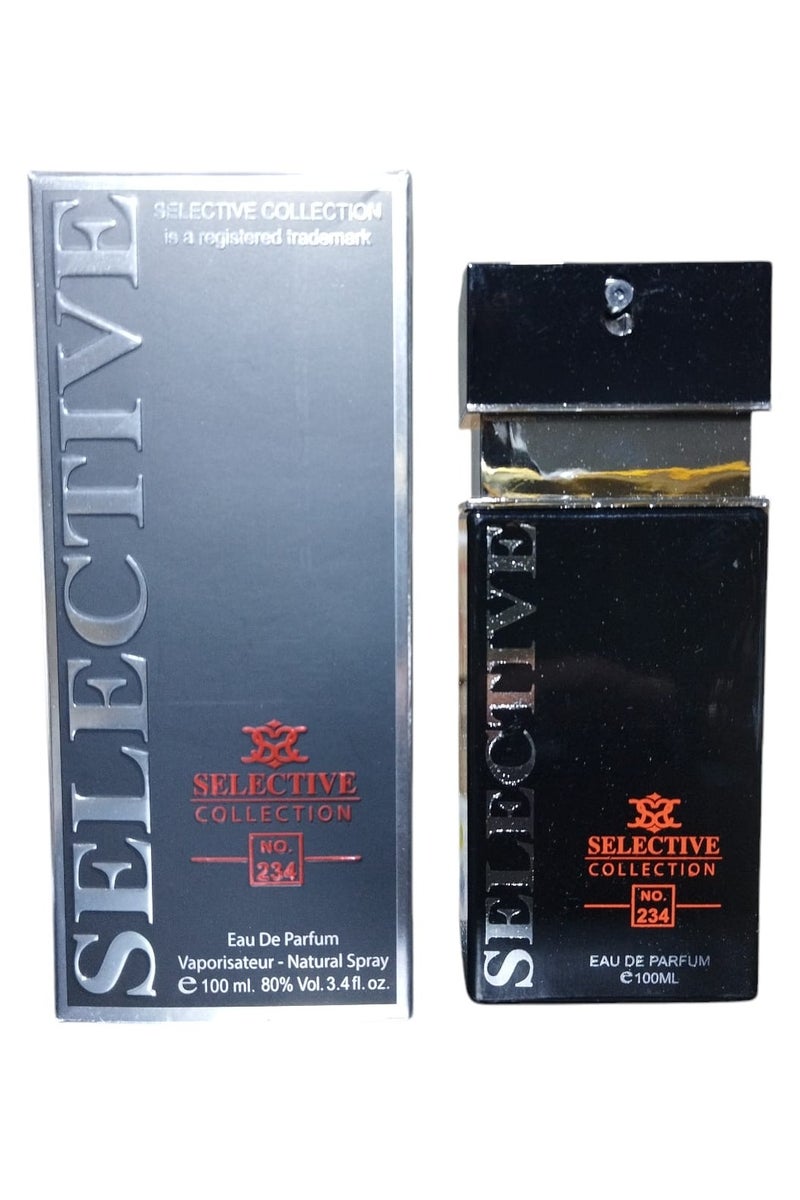 SELECTIVE
SELECTIVE COLLECTION
is a registered trademark
SELECTIVE
COLLECTION
NO.
234
Eau De Parfum
Vaporisateur - Natural Spray
e 100 ml. 80% Vol. 3.4 fl. oz.
SELECTIVE
SELECTIVE
COLLECTION
NO.
234
EAU DE PARFUM
e 100ML